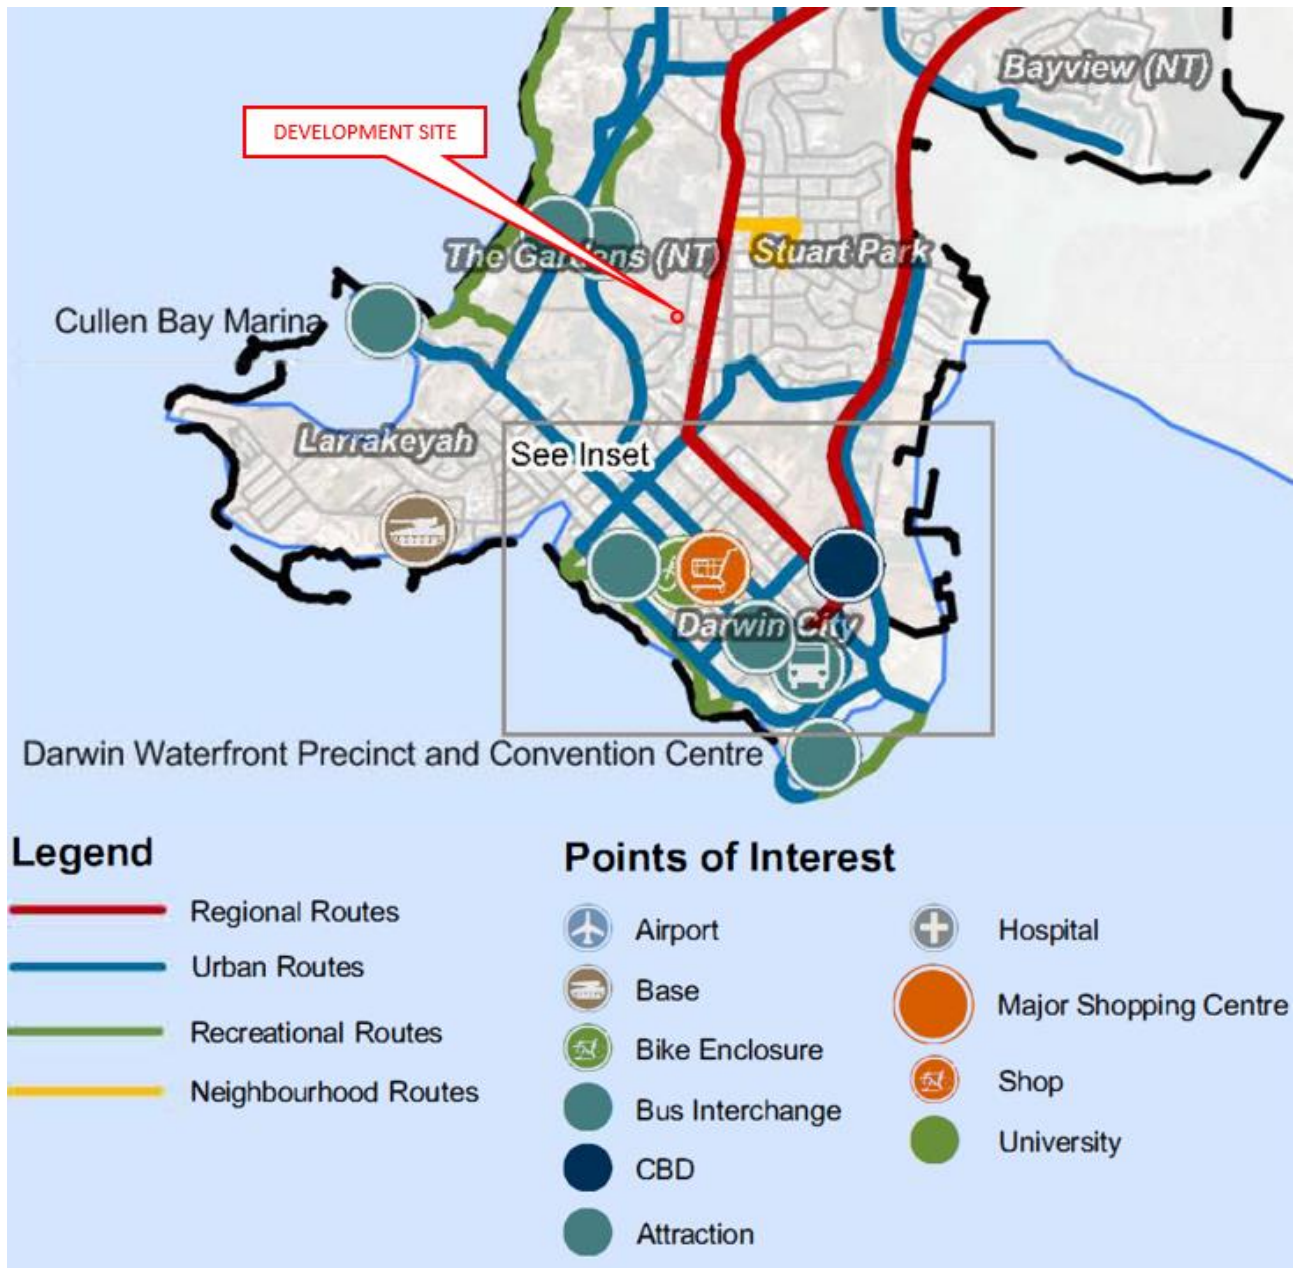 Bayview (NT)
DEVELOPMENT SITE
The Gardens (NT)
Stuart Park
Cullen Bay Marina
Larrakeyah
See Inset
Darwin City
Darwin Waterfront Precinct and Convention Centre
Legend
Regional Routes
Urban Routes
Recreational Routes
Neighbourhood Routes
Points of Interest
Airport
Base
Bike Enclosure
Bus Interchange
CBD
Attraction
Hospital
Major Shopping Centre
Shop
University